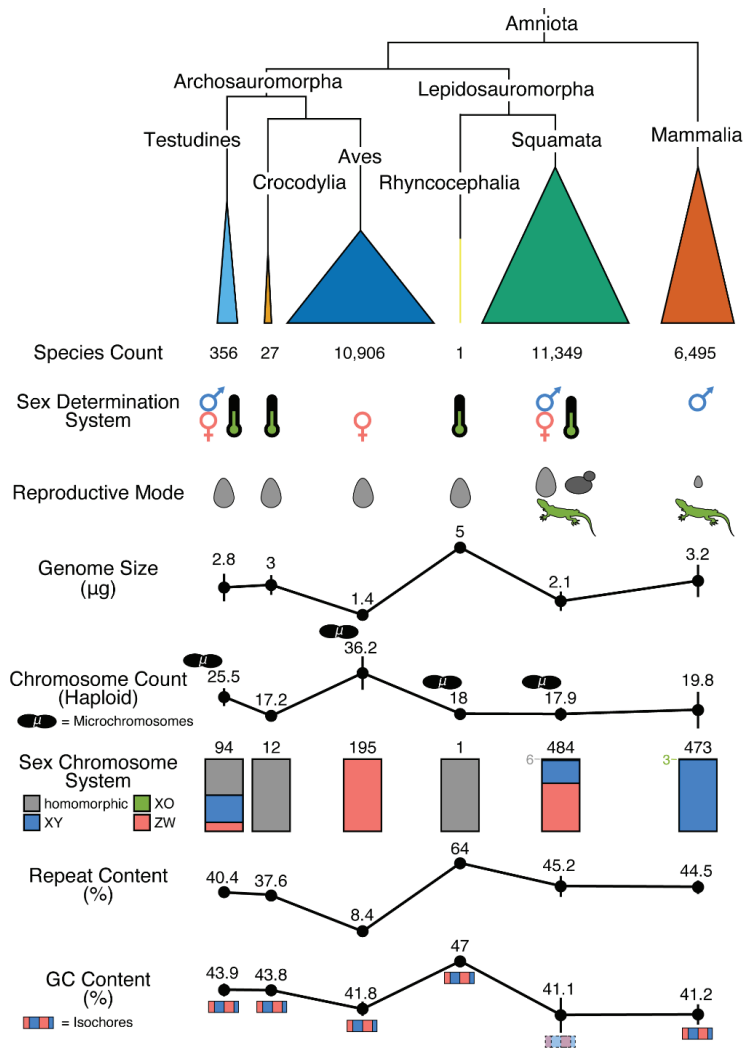 Amniota
Archosauromorpha
Lepidosauromorpha
Testudines
Squamata
Mammalia
Aves
Crocodylia
Rhyncocephalia
Species Count 356 27 10,906 1 11,349 6,495
Sex Determination
System
Reproductive Mode
Genome Size
(µg)
2.8 3 1.4 5 2.1 3.2
Chromosome Count
(Haploid)
25.5 17.2 36.2 18 17.9 19.8
µ µ µ µ
µ = Microchromosomes
Sex Chromosome
System
94 12 195 1 484 473
6 3
homomorphic XO
XY ZW
Repeat Content
(%)
40.4 37.6 8.4 64 45.2 44.5
GC Content
(%)
43.9 43.8 41.8 47 41.1 41.2
= Isochores